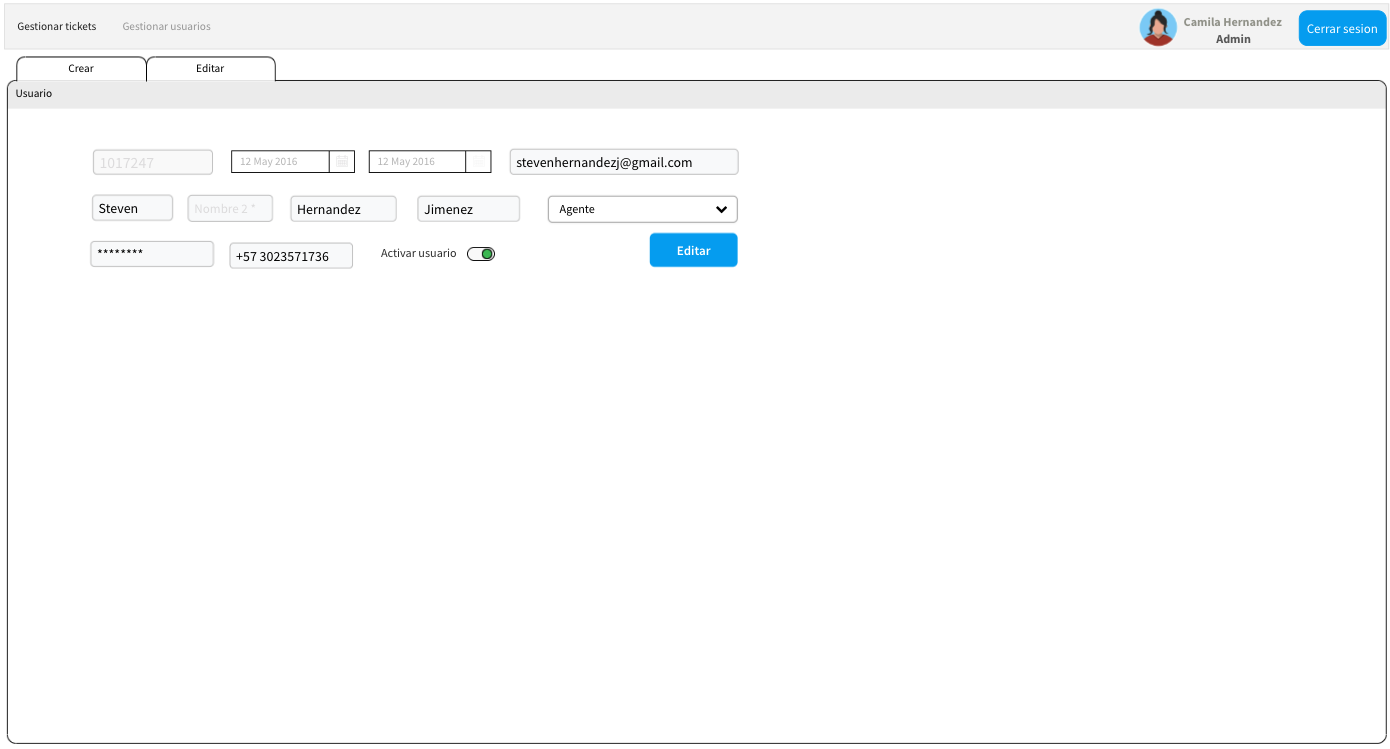 Gestionar tickets
Gestionar usuarios
Camila Hernandez
Admin
Cerrar sesion
Crear
Editar
Usuario
1017247
12 May 2016
12 May 2016
stevenhernandezj@gmail.com
Steven
Nombre 2 *
Hernandez
Jimenez
Agente
********
+57 3023571736
Activar usuario
Editar